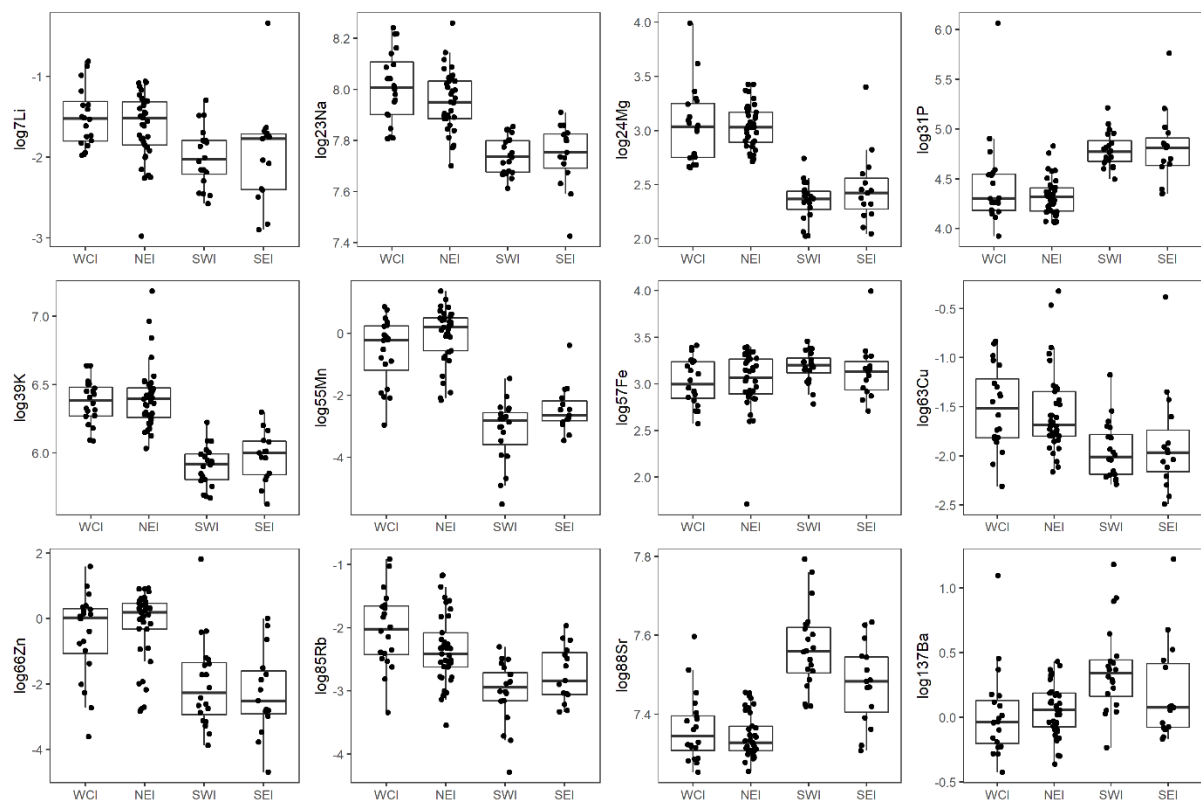 log7Li
-1
-2
-3
WCI NEI SWI SEI
log23Na
8.2
8.0
7.8
7.6
7.4
WCI NEI SWI SEI
log24Mg
4.0
3.5
3.0
2.5
2.0
WCI NEI SWI SEI
log31P
6.0
5.5
5.0
4.5
4.0
WCI NEI SWI SEI
log39K
7.0
6.5
6.0
WCI NEI SWI SEI
log55Mn
0
-2
-4
WCI NEI SWI SEI
log57Fe
4.0
3.5
3.0
2.5
2.0
WCI NEI SWI SEI
log63Cu
-0.5
-1.0
-1.5
-2.0
-2.5
WCI NEI SWI SEI
log66Zn
2
0
-2
-4
WCI NEI SWI SEI
log85Rb
-1
-2
-3
-4
WCI NEI SWI SEI
log88Sr
7.8
7.6
7.4
WCI NEI SWI SEI
log137Ba
1.0
0.5
0.0
-0.5
WCI NEI SWI SEI